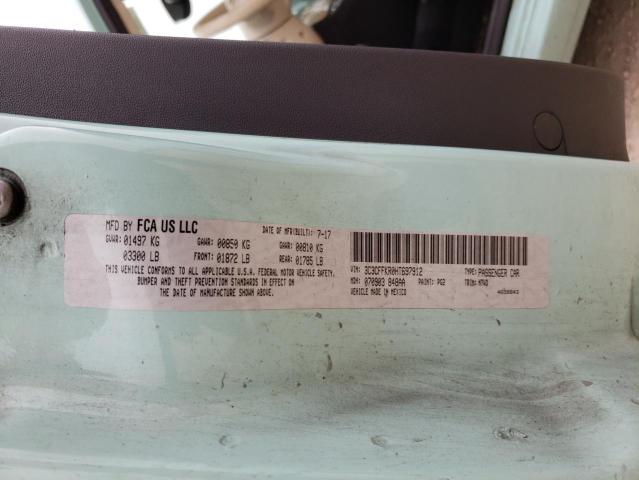 MFD BY FCA US LLC DATE OF MFR(BUILT): 7-17
GVWR: 01497 KG GAWR: 00850 KG GAWR: 00810 KG
03300 LB FRONT: 01872 LB REAR: 01785 LB
THIS VEHICLE CONFORMS TO ALL APPLICABLE U.S.A. FEDERAL MOTOR VEHICLE SAFETY,
BUMPER AND THEFT PREVENTION STANDARDS IN EFFECT ON
THE DATE OF MANUFACTURE SHOWN ABOVE.
VIN: 3C3CFFKR0HT697912 TYPE: PASSENGER CAR
MDH: 070903 848AA PAINT: PG2 TRIM:
VEHICLE MADE IN MEXICO